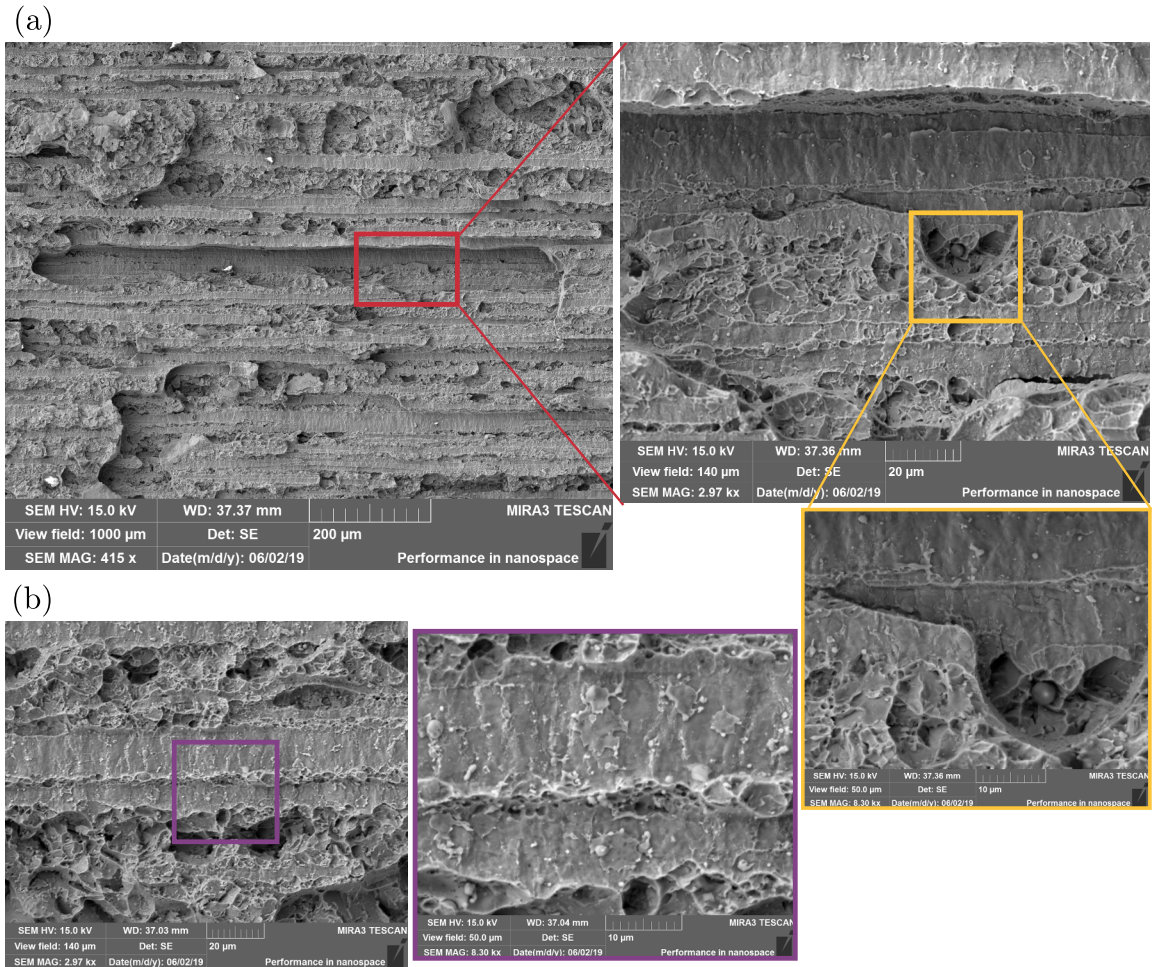 (a)
SEM HV: 15.0 kV WD: 37.37 mm MIRA3 TESCAN
View field: 1000 µm Det: SE 200 µm
SEM MAG: 415 x Date(m/d/y): 06/02/19 Performance in nanospace
SEM HV: 15.0 kV WD: 37.36 mm MIRA3 TESCAN
View field: 140 µm Det: SE 20 µm
SEM MAG: 2.97 kx Date(m/d/y): 06/02/19 Performance in nanospace
SEM HV: 15.0 kV WD: 37.36 mm MIRA3 TESCAN
View field: 50.0 µm Det: SE 10 µm
SEM MAG: 8.30 kx Date(m/d/y): 06/02/19 Performance in nanospace
(b)
SEM HV: 15.0 kV WD: 37.03 mm MIRA3 TESCAN
View field: 140 µm Det: SE 20 µm
SEM MAG: 2.97 kx Date(m/d/y): 06/02/19 Performance in nanospace
SEM HV: 15.0 kV WD: 37.04 mm MIRA3 TESCAN
View field: 50.0 µm Det: SE 10 µm
SEM MAG: 8.30 kx Date(m/d/y): 06/02/19 Performance in nanospace